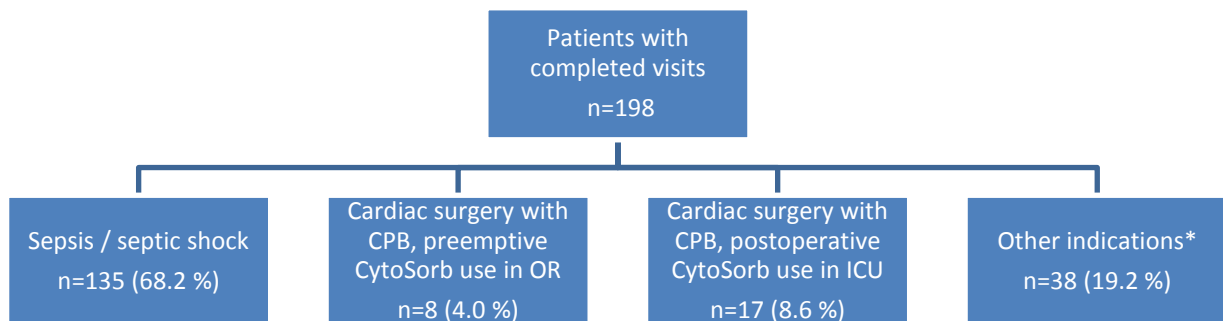 Patients with
completed visits
n=198
Sepsis / septic shock
n=135 (68.2 %)
Cardiac surgery with
CPB, preemptive
CytoSorb use in OR
n=8 (4.0 %)
Cardiac surgery with
CPB, postoperative
CytoSorb use in ICU
n=17 (8.6 %)
Other indications*
n=38 (19.2 %)